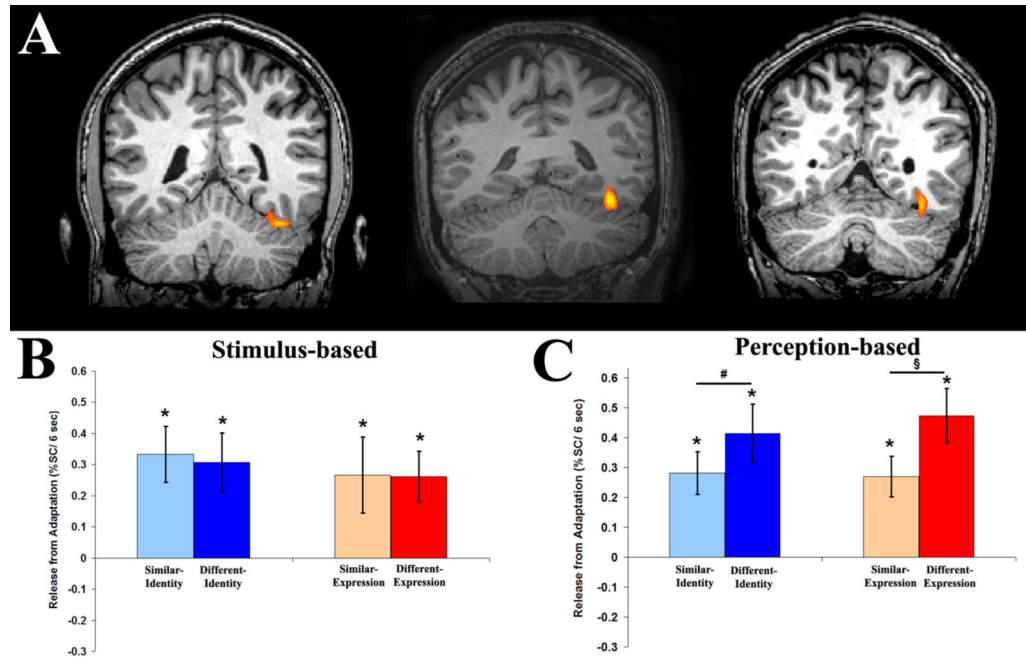 A
B
Stimulus-based
Release from Adaptation (%SC/ 6 sec)
0.6
0.5
0.4
0.3
0.2
0.1
0
-0.1
-0.2
-0.3
*
*
*
*
Similar-
Identity
Different-
Identity
Similar-
Expression
Different-
Expression
C
Perception-based
Release from Adaptation (%SC/ 6 sec)
0.6
0.5
0.4
0.3
0.2
0.1
0
-0.1
-0.2
-0.3
#
§
*
*
*
*
Similar-
Identity
Different-
Identity
Similar-
Expression
Different-
Expression